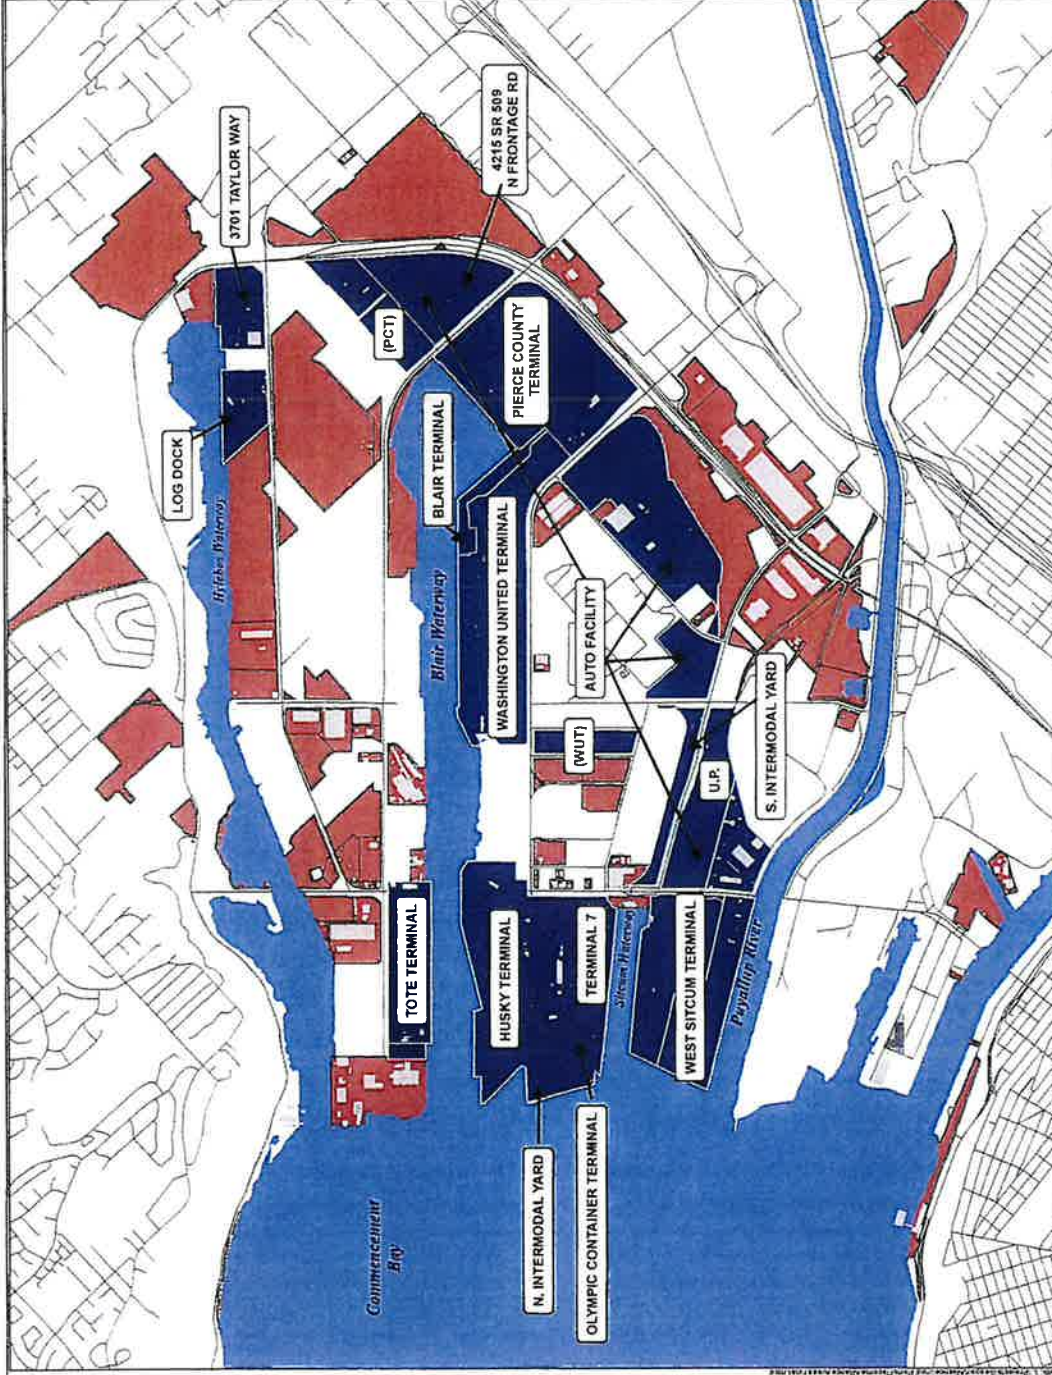 3701 TAYLOR WAY
4215 SR 509
N FRONTAGE RD
LOG DOCK
(PCT)
PIERCE COUNTY
TERMINAL
BLAIR TERMINAL
Hylebos Waterway
Blair Waterway
WASHINGTON UNITED TERMINAL
AUTO FACILITY
(WUT)
U.P.
S. INTERMODAL YARD
TOTE TERMINAL
HUSKY TERMINAL
TERMINAL 7
Sitcum Waterway
WEST SITCUM TERMINAL
Puyallup River
Commencement
Bay
N. INTERMODAL YARD
OLYMPIC CONTAINER TERMINAL